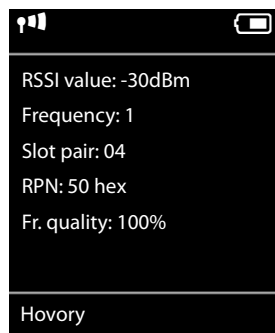 RSSI value: -30dBm
Frequency: 1
Slot pair: 04
RPN: 50 hex
Fr. quality: 100%
Hovory